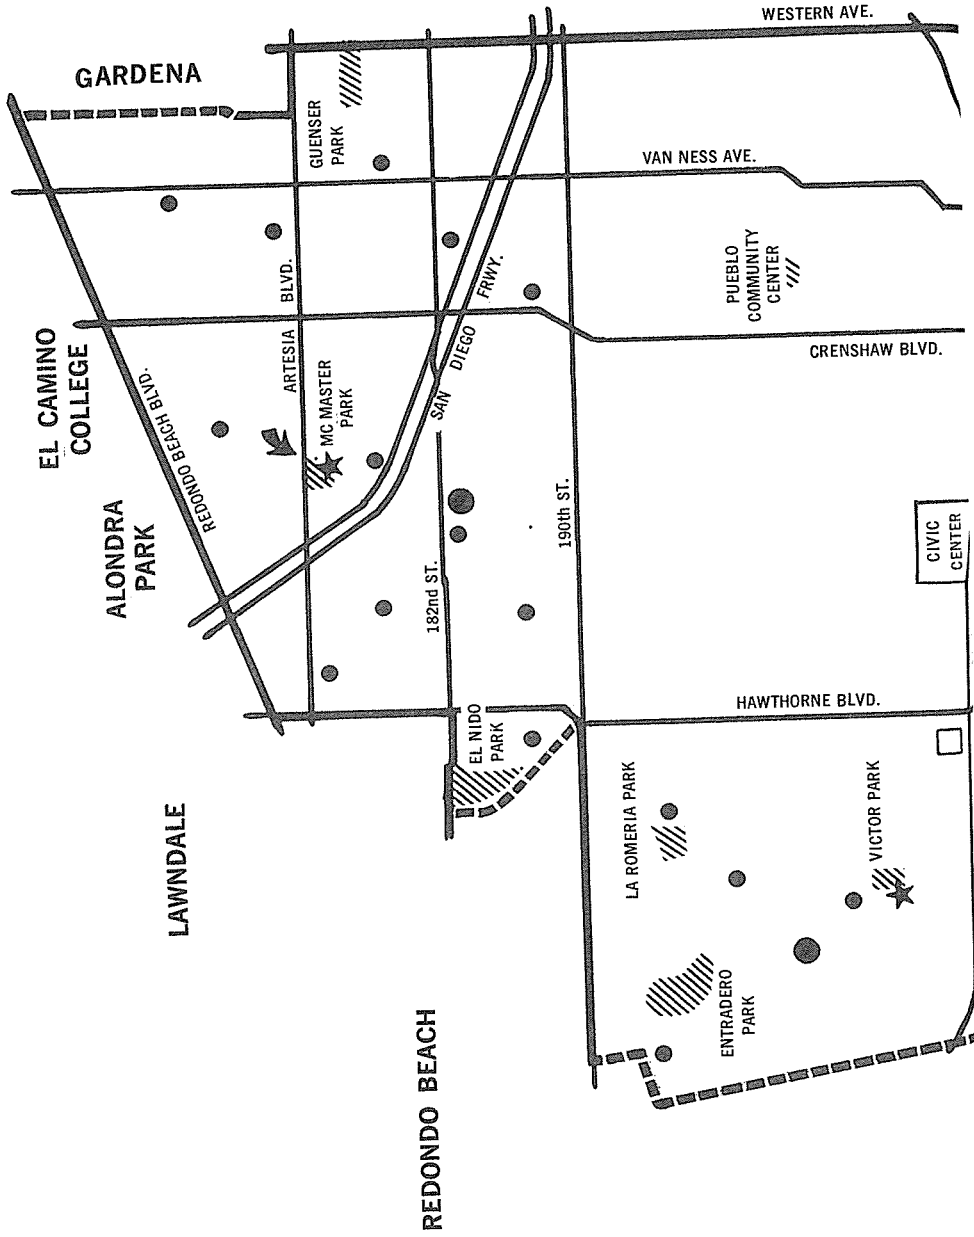 WESTERN AVE.
GARDENA
GUENSER
PARK
VAN NESS AVE.
PUEBLO
COMMUNITY
CENTER
ARTESIA BLVD.
SAN DIEGO FRWY.
CRENSHAW BLVD.
EL CAMINO
COLLEGE
REDONDO BEACH BLVD.
MC MASTER
PARK
ALONDRA
PARK
182nd ST.
190th ST.
CIVIC
CENTER
HAWTHORNE BLVD.
EL NIDO
PARK
LAWNDALE
LA ROMERIA PARK
VICTOR PARK
ENTRADERO
PARK
REDONDO BEACH